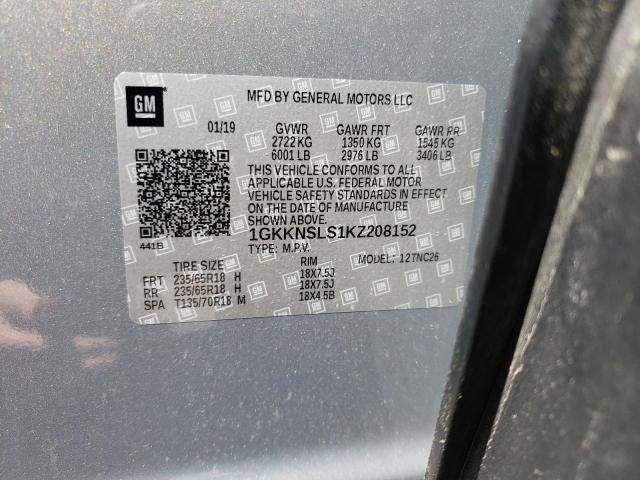 GM
MFD BY GENERAL MOTORS LLC
01/19 GVWR GAWR FRT GAWR RR
2722 KG 1350 KG 1545 KG
6001 LB 2976 LB 3406 LB
THIS VEHICLE CONFORMS TO ALL
APPLICABLE U.S. FEDERAL MOTOR
VEHICLE SAFETY STANDARDS IN EFFECT
ON THE DATE OF MANUFACTURE
SHOWN ABOVE.
1GKKNSLS1KZ208152
441B
TYPE: M.P.V. MODEL: 12TNC26
TIRE SIZE RIM
FRT 235/65R18 H 18X7.5J
RR 235/65R18 H 18X7.5J
SPA T135/70R18 M 18X4.5B